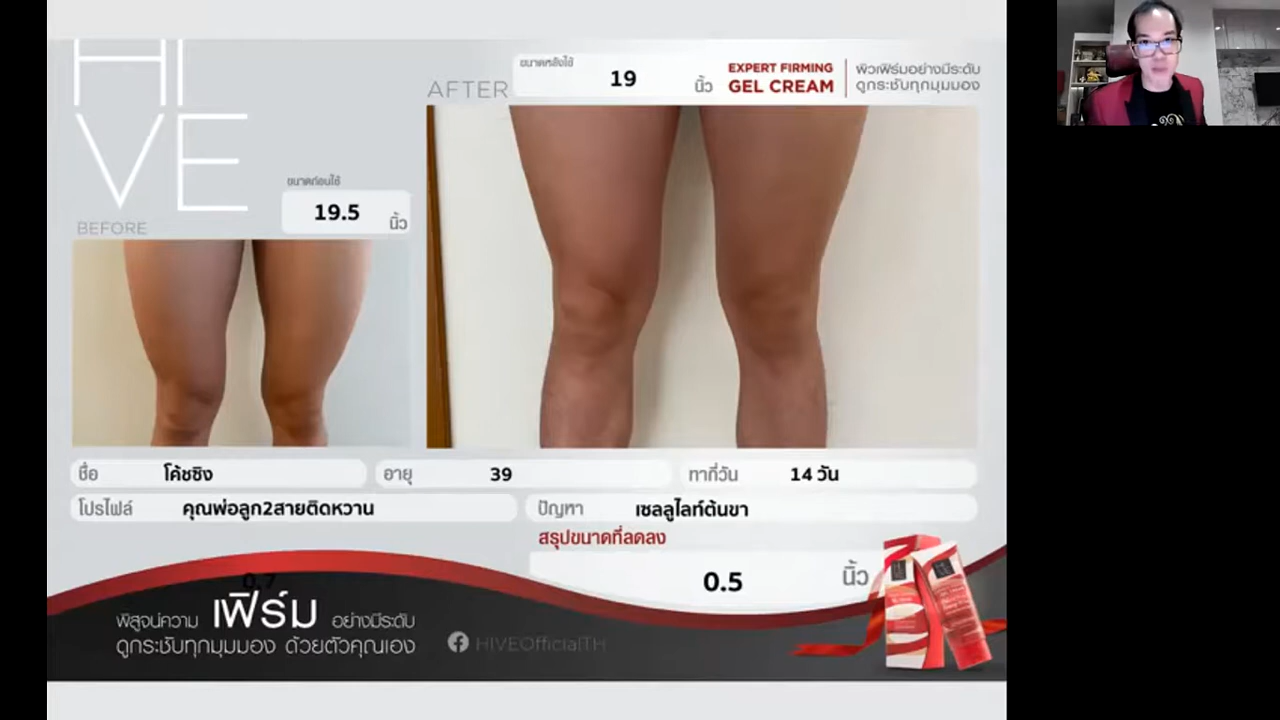 HI
VE
BEFORE
ขนาดก่อนใช้
19.5
นิ้ว
AFTER
ขนาดหลังใช้
19
นิ้ว
EXPERT FIRMING
GEL CREAM
ผิวเฟิร์มอย่างมีระดับ
ดูกระชับทุกมุมมอง
ชื่อ โค้ชซิง
อายุ 39
ทากี่วัน 14 วัน
โปรไฟล์ คุณพ่อลูก2สายติดหวาน
ปัญหา เซลลูไลท์ต้นขา
สรุปขนาดที่ลดลง
0.5 นิ้ว
0.7
พิสูจน์ความ เฟิร์ม อย่างมีระดับ
ดูกระชับทุกมุมมอง ด้วยตัวคุณเอง
HIVEOfficialTH